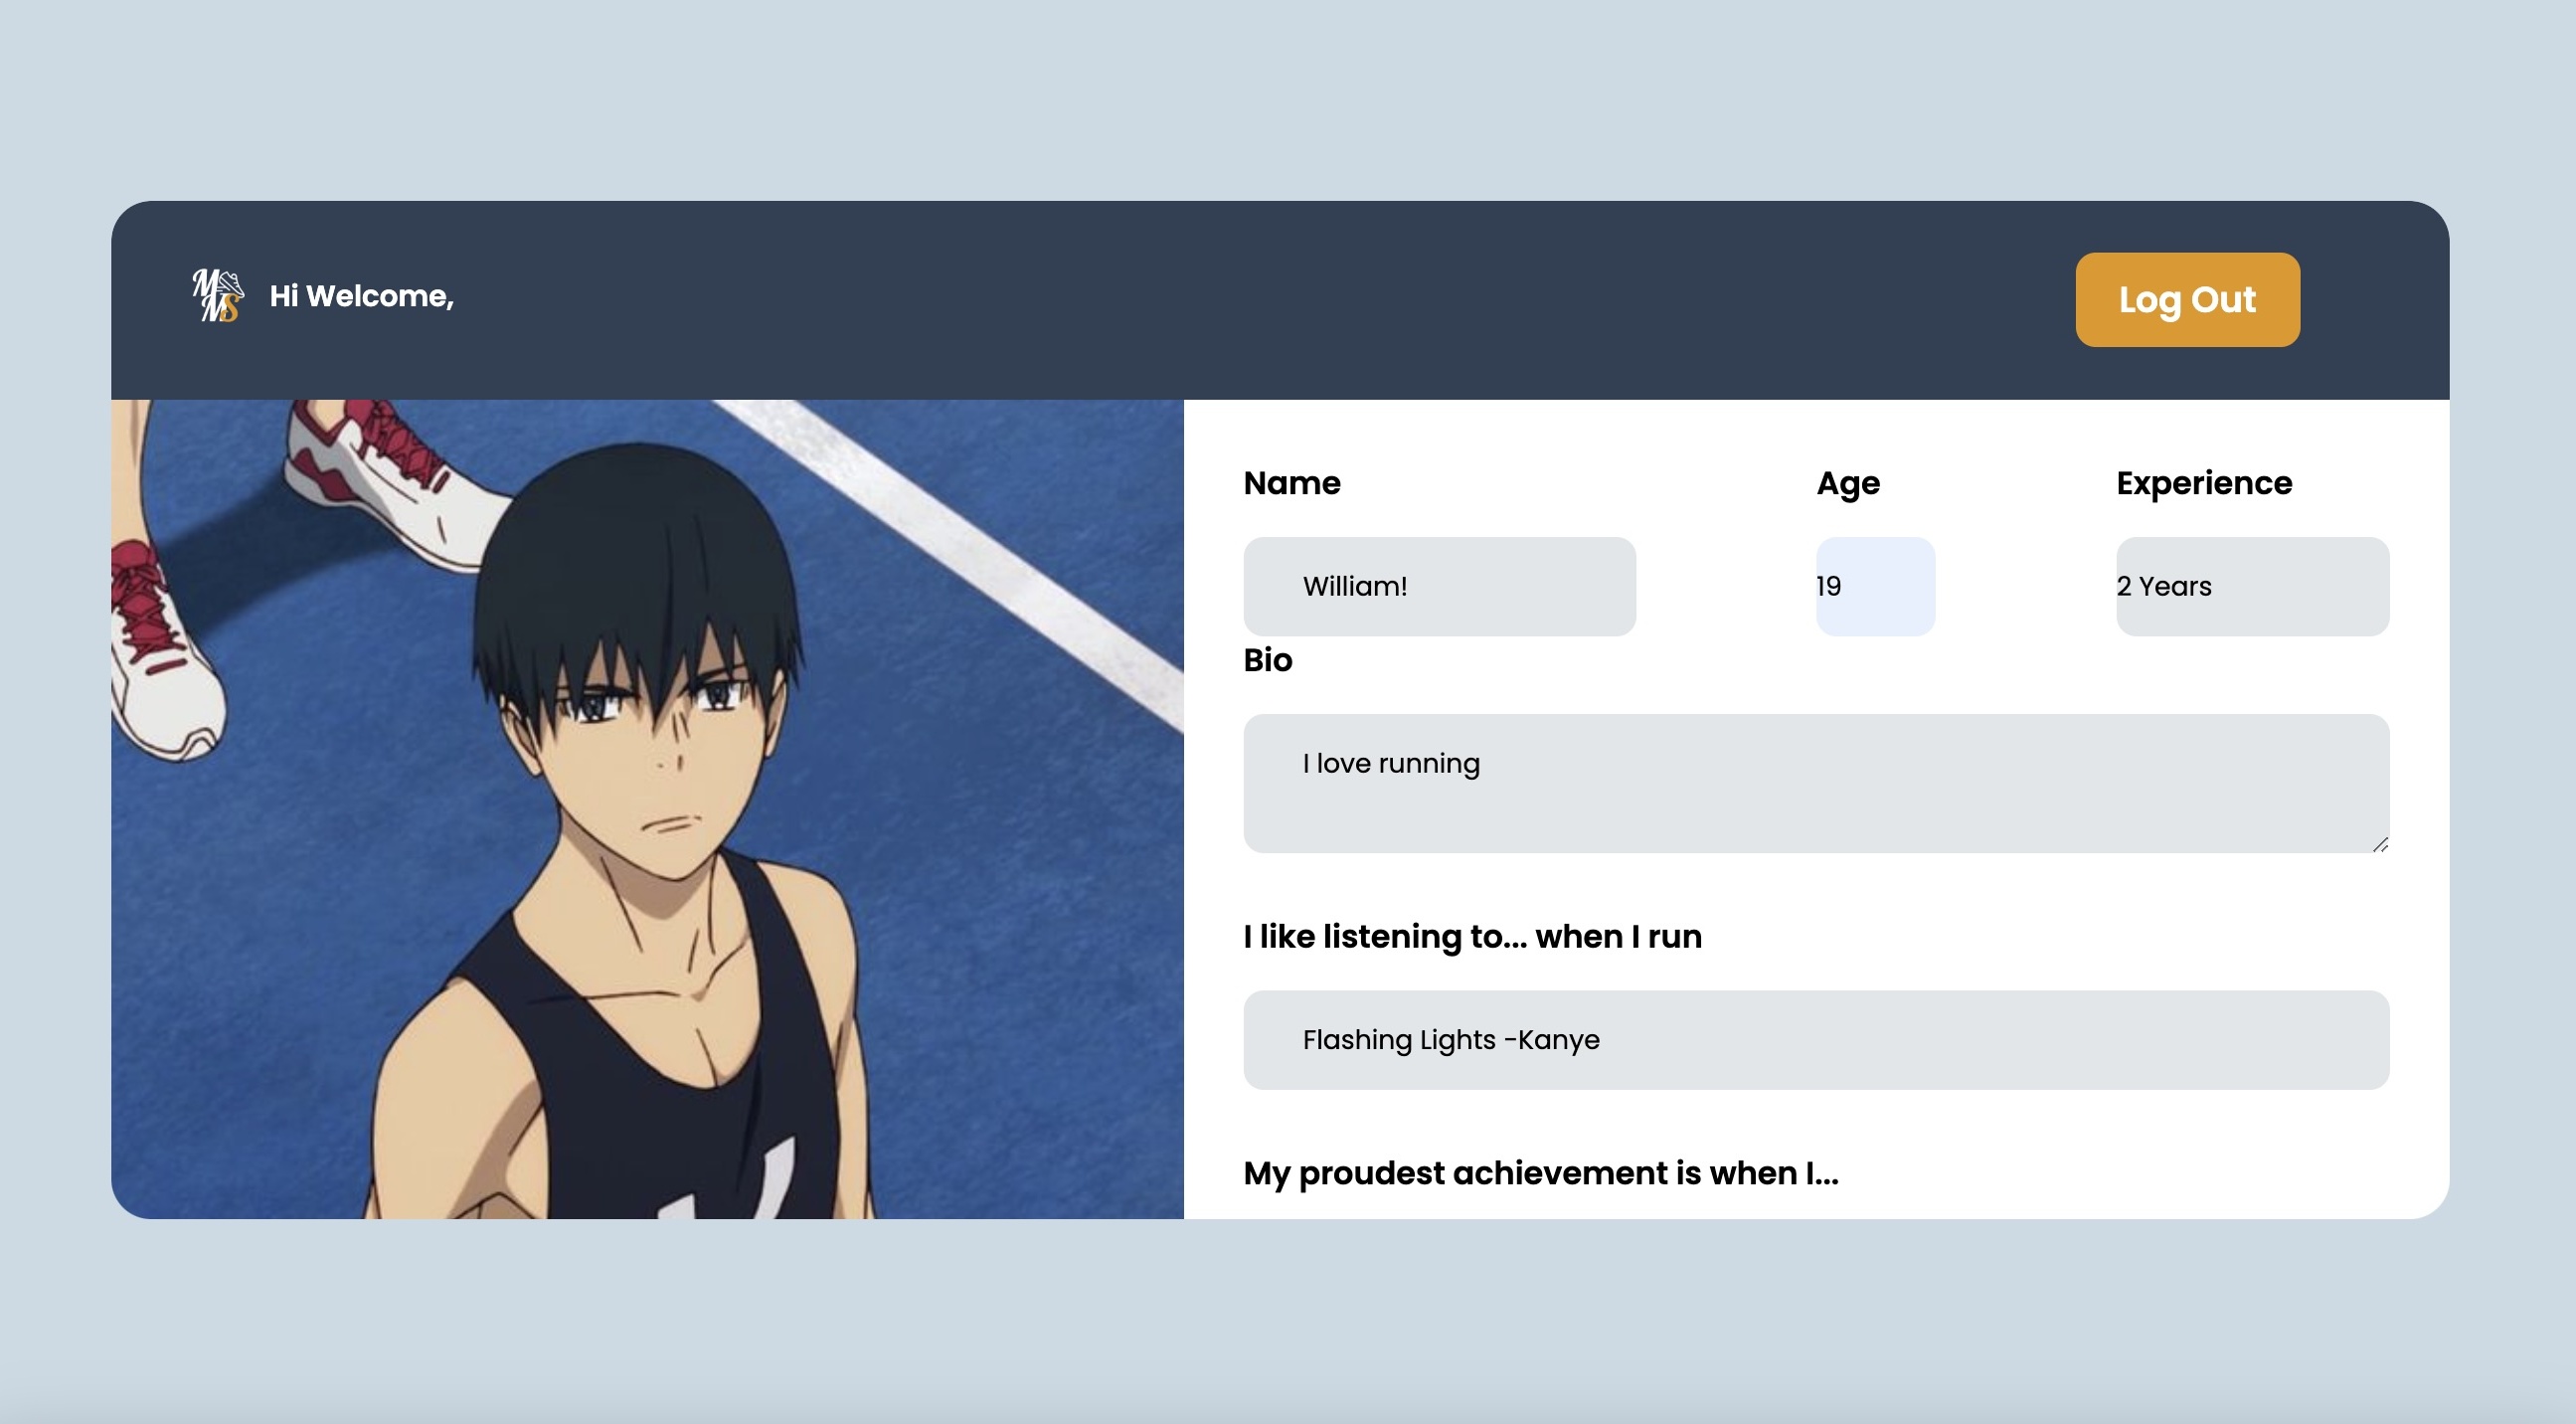 MMS
Hi Welcome,
Log Out
Name
Age
Experience
William!
19
2 Years
Bio
I love running
I like listening to... when I run
Flashing Lights -Kanye
My proudest achievement is when I...